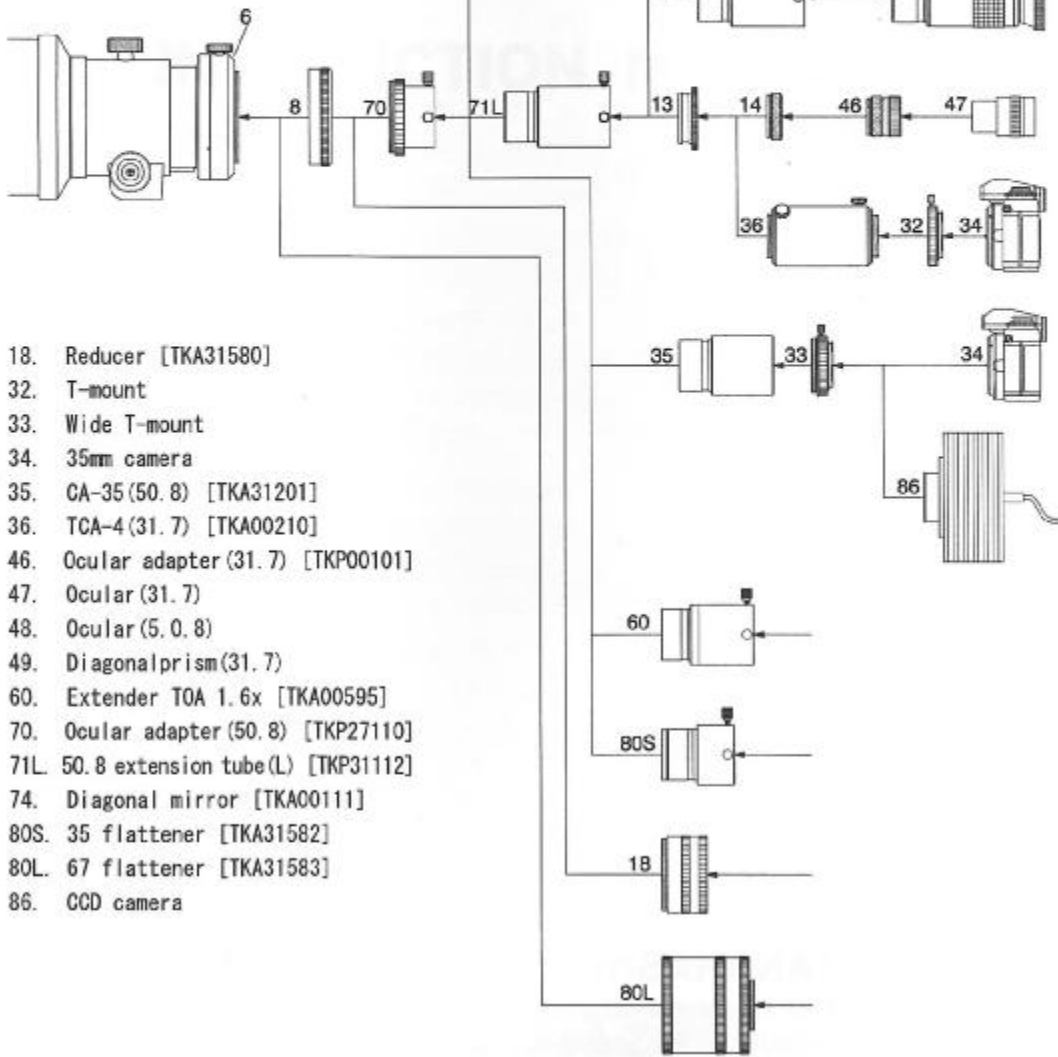 6
8
70
71L
13
14
46
47
36
32
34
35
33
34
86
60
80S
18
80L
CTION
18. Reducer [TKA31580]
32. T-mount
33. Wide T-mount
34. 35mm camera
35. CA-35(50.8) [TKA31201]
36. TCA-4(31.7) [TKA00210]
46. Ocular adapter(31.7) [TKP00101]
47. Ocular(31.7)
48. Ocular(5.0.8)
49. Diagonalprism(31.7)
60. Extender TOA 1.6x [TKA00595]
70. Ocular adapter(50.8) [TKP27110]
71L. 50.8 extension tube(L) [TKP31112]
74. Diagonal mirror [TKA00111]
80S. 35 flattener [TKA31582]
80L. 67 flattener [TKA31583]
86. CCD camera